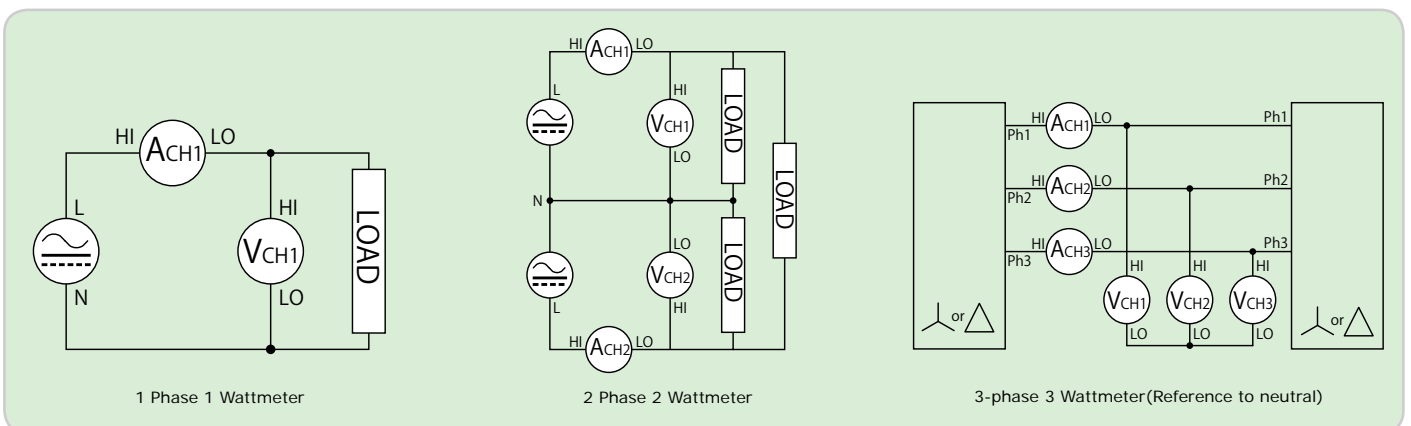 HI
ACH1
LO
L
N
HI
VCH1
LO
LOAD
1 Phase 1 Wattmeter
HI
ACH1
LO
L
HI
VCH1
LO
LOAD
LOAD
N
LO
VCH2
HI
LOAD
L
HI
ACH2
LO
2 Phase 2 Wattmeter
Ph1
HI
ACH1
LO
Ph1
Ph2
HI
ACH2
LO
Ph2
Ph3
HI
ACH3
LO
Ph3
HI
HI
HI
VCH1
VCH2
VCH3
LO
LO
LO
or
or
3-phase 3 Wattmeter(Reference to neutral)